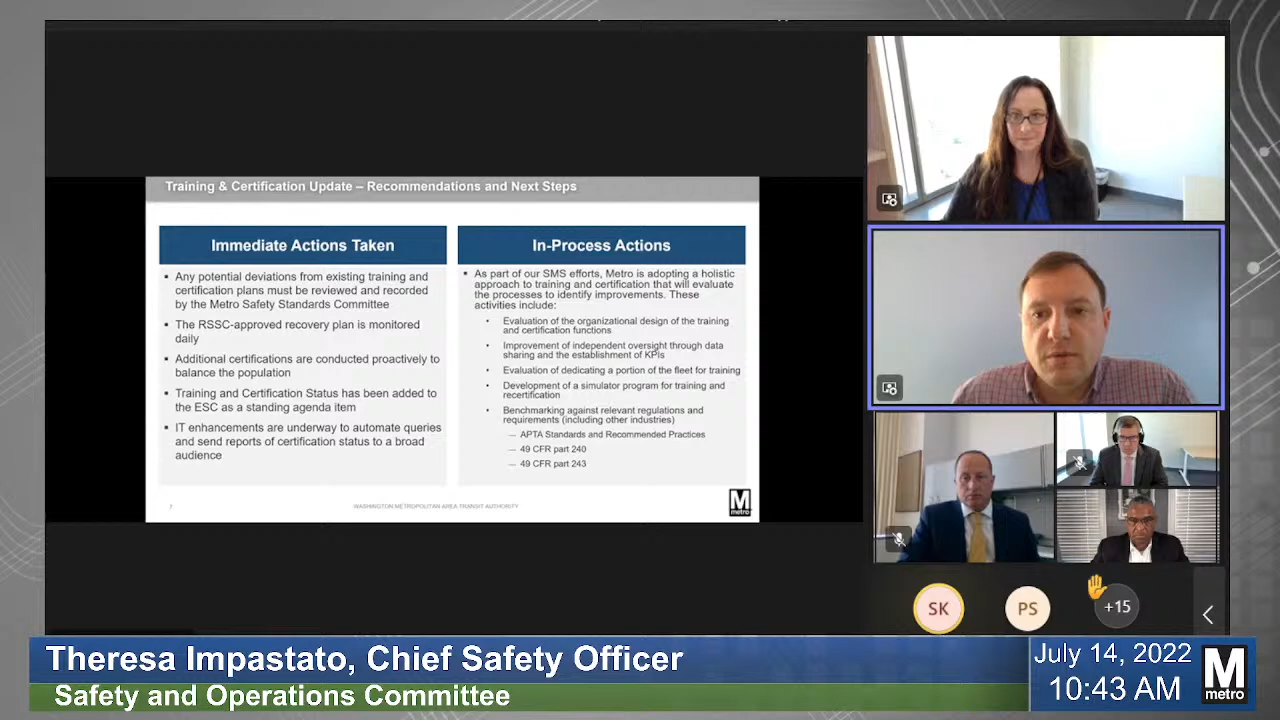 Training & Certification Update – Recommendations and Next Steps
Immediate Actions Taken
▪ Any potential deviations from existing training and
certification plans must be reviewed and recorded
by the Metro Safety Standards Committee
▪ The RSSC-approved recovery plan is monitored
daily
▪ Additional certifications are conducted proactively to
balance the population
▪ Training and Certification Status has been added to
the ESC as a standing agenda item
▪ IT enhancements are underway to automate queries
and send reports of certification status to a broad
audience
In-Process Actions
▪ As part of our SMS efforts, Metro is adopting a holistic
approach to training and certification that will evaluate
the processes to identify improvements. These
activities include:
• Evaluation of the organizational design of the training
and certification functions
• Improvement of independent oversight through data
sharing and the establishment of KPIs
• Evaluation of dedicating a portion of the fleet for training
• Development of a simulator program for training and
recertification
• Benchmarking against relevant regulations and
requirements (including other industries)
— APTA Standards and Recommended Practices
— 49 CFR part 240
— 49 CFR part 243
WASHINGTON METROPOLITAN AREA TRANSIT AUTHORITY
M
metro
SK
PS
+15
Theresa Impastato, Chief Safety Officer
Safety and Operations Committee
July 14, 2022
10:43 AM
M
metro